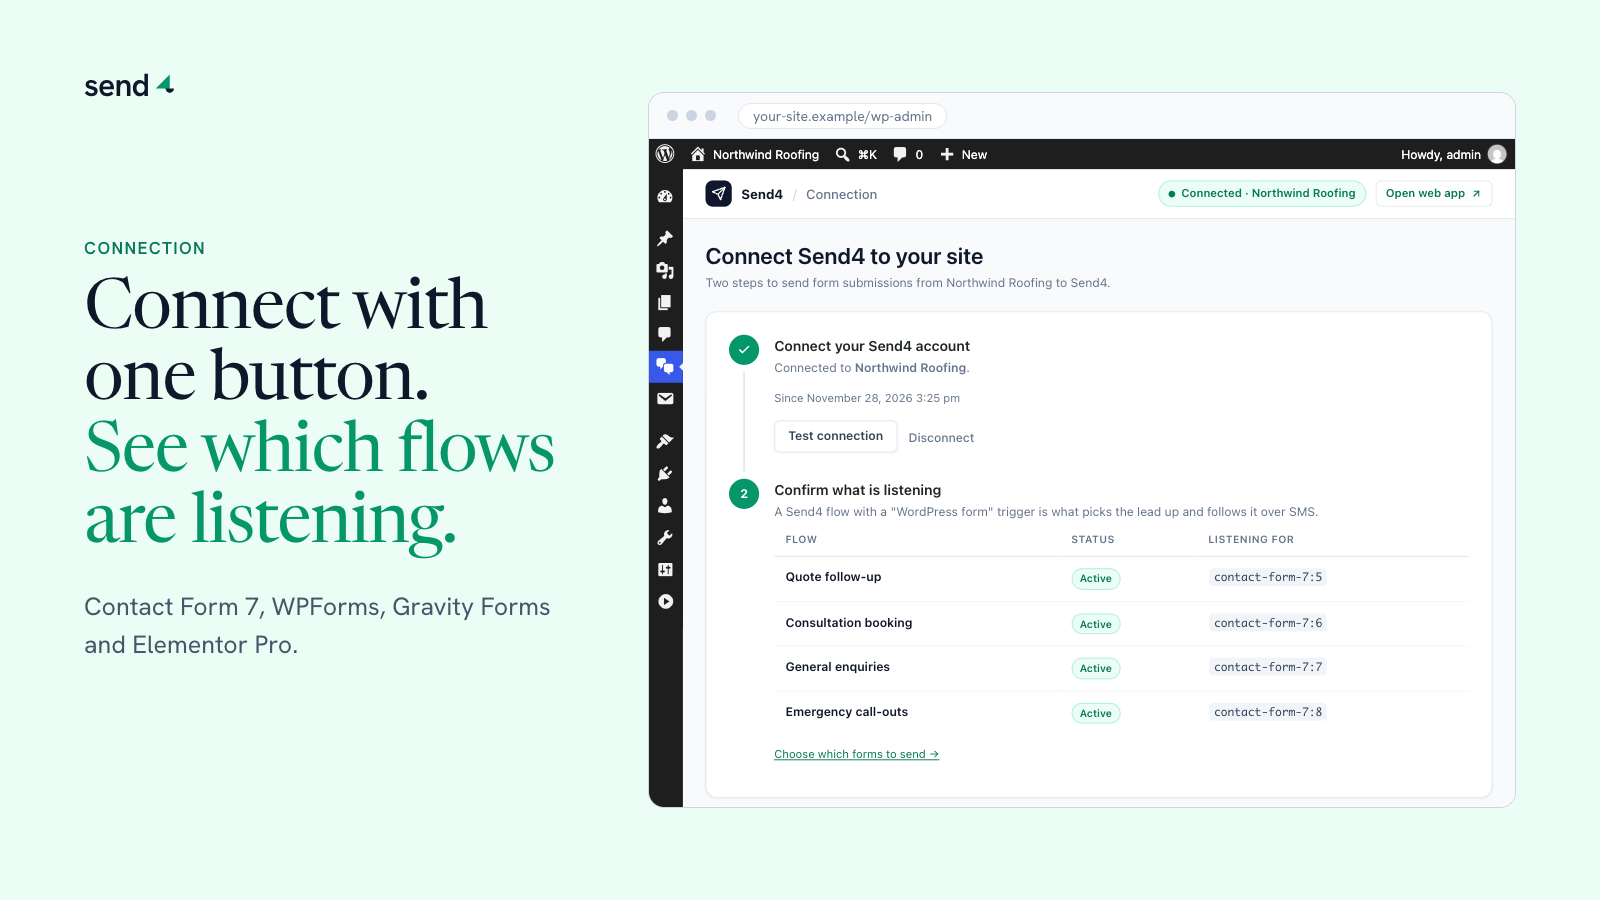 send
CONNECTION
Connect with
one button.
See which flows
are listening.
Contact Form 7, WPForms, Gravity Forms
and Elementor Pro.
your-site.example/wp-admin
Northwind Roofing ⌘K 0 New Howdy, admin
Send4 / Connection Connected · Northwind Roofing Open web app ↗
Connect Send4 to your site
Two steps to send form submissions from Northwind Roofing to Send4.
Connect your Send4 account
Connected to Northwind Roofing.
Since November 28, 2026 3:25 pm
Test connection Disconnect
2 Confirm what is listening
A Send4 flow with a "WordPress form" trigger is what picks the lead up and follows it over SMS.
FLOW STATUS LISTENING FOR
Quote follow-up Active contact-form-7:5
Consultation booking Active contact-form-7:6
General enquiries Active contact-form-7:7
Emergency call-outs Active contact-form-7:8
Choose which forms to send →